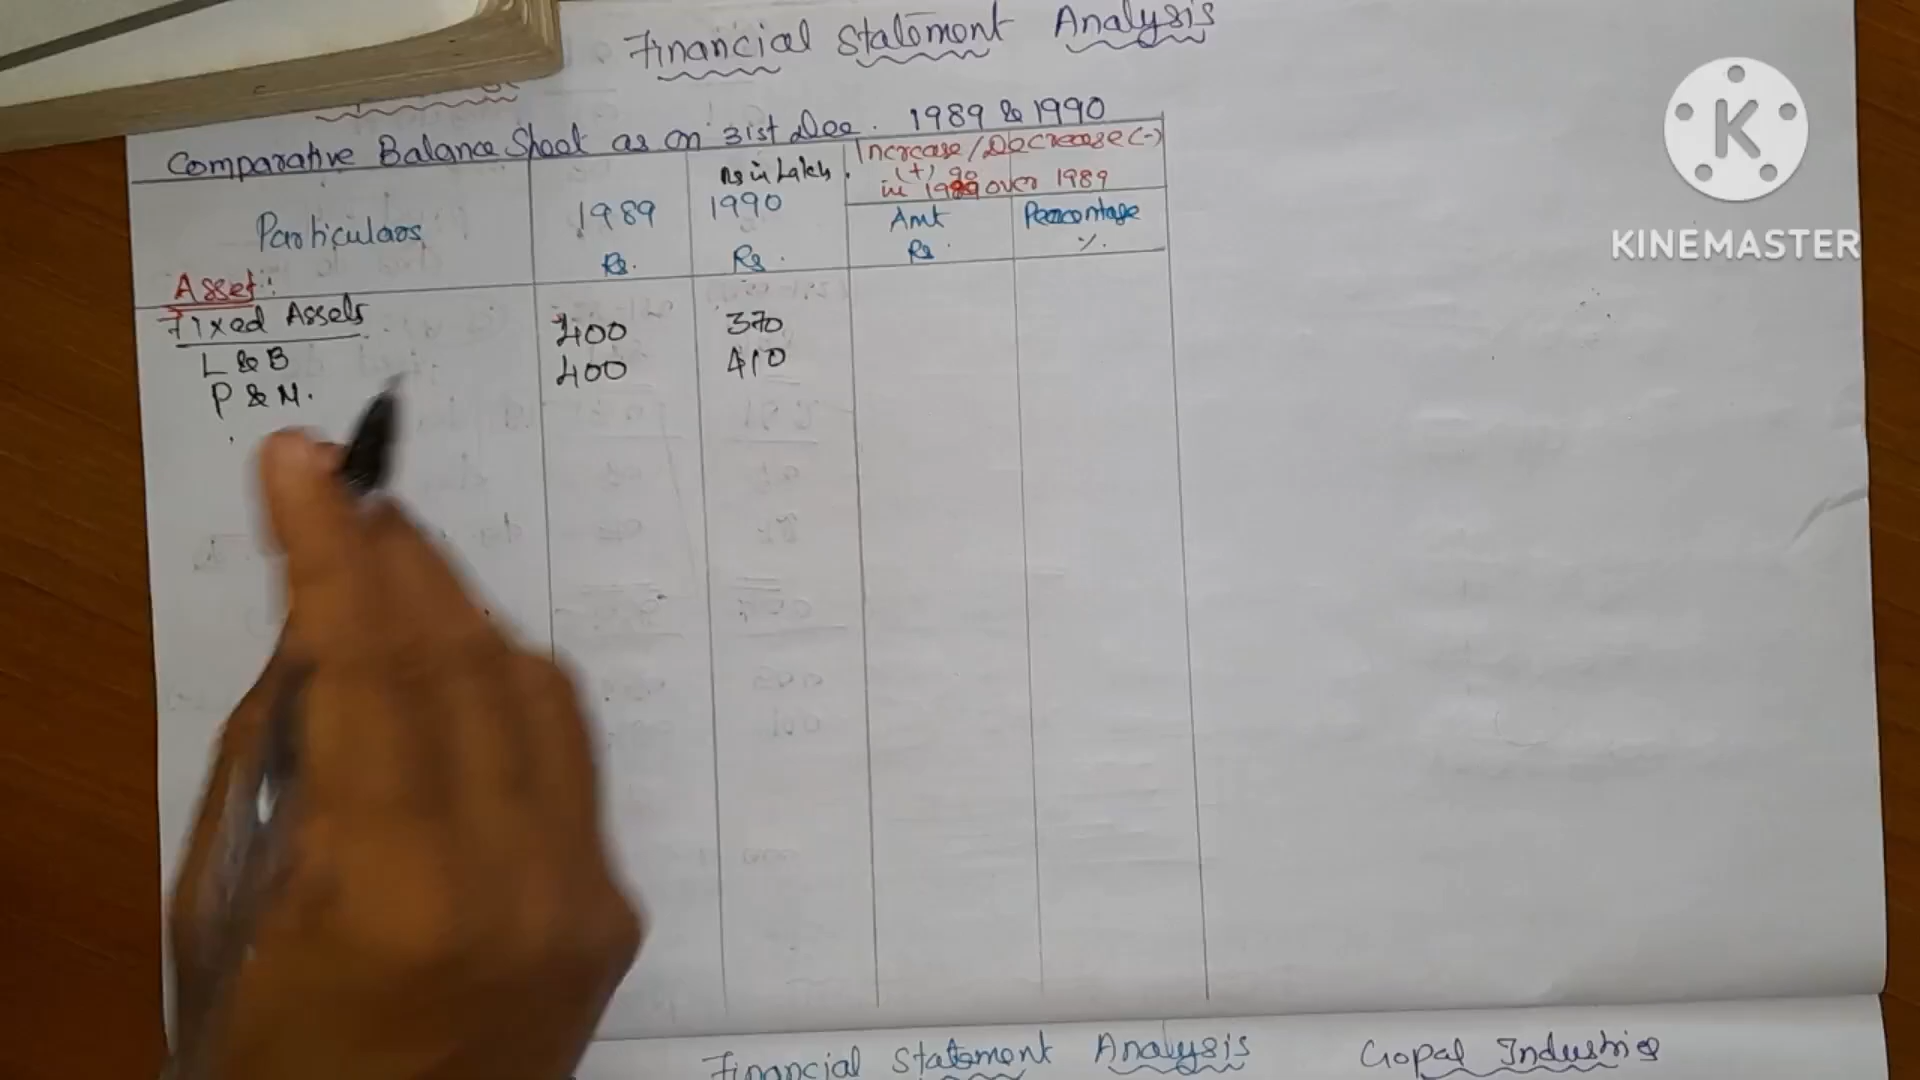 Financial Statement Analysis
Comparative Balance Sheet as on 31st Dec. 1989 & 1990
Particulars
1989
Rs.
Rs in Lakhs.
1990
Rs.
Increase/Decrease(-)
(+) 90
in 1989 over 1989
Amt
Rs.
Percentage
%.
Asset:
Fixed Assets
L & B 400 370
P & M. 400 410
K
KINEMASTER
Financial Statement Analysis Gopal Industries